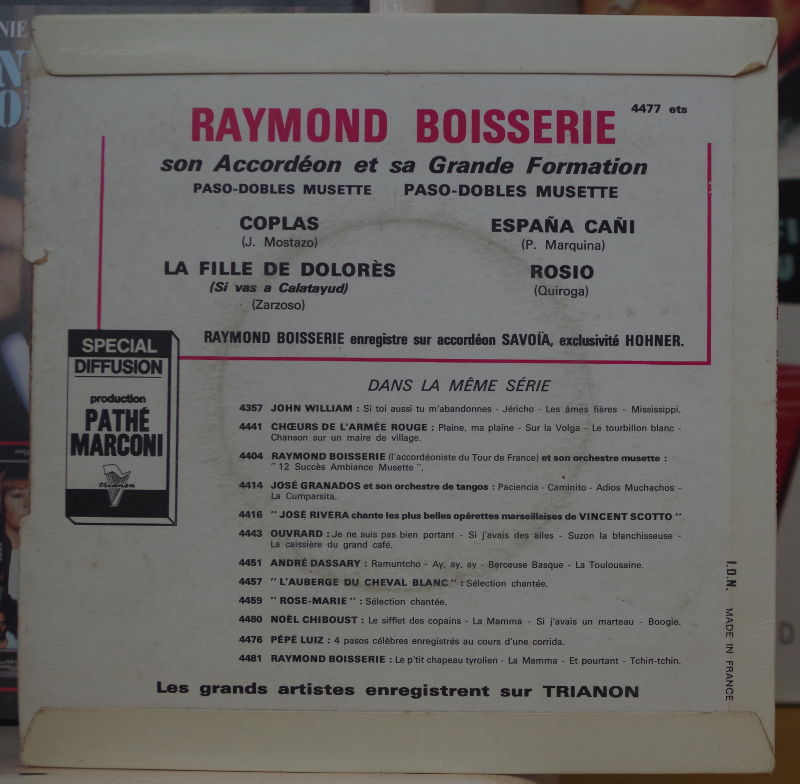 RAYMOND BOISSERIE
4477 ets
son Accordéon et sa Grande Formation
PASO-DOBLES MUSETTE PASO-DOBLES MUSETTE
COPLAS
(J. Mostazo)
ESPAÑA CAÑI
(P. Marquina)
LA FILLE DE DOLORÈS
(Si vas a Calatayud)
(Zarzoso)
ROSIO
(Quiroga)
RAYMOND BOISSERIE enregistre sur accordéon SAVOÏA, exclusivité HOHNER.
SPECIAL
DIFFUSION
production
PATHÉ
MARCONI
trianon
DANS LA MÊME SÉRIE
4357 JOHN WILLIAM : Si toi aussi tu m'abandonnes - Jéricho - Les âmes fières - Mississipi.
4441 CHŒURS DE L'ARMÉE ROUGE : Plaine, ma plaine - Sur la Volga - Le tourbillon blanc -
Chanson sur un maire de village.
4404 RAYMOND BOISSERIE (l'accordéoniste du Tour de France) et son orchestre musette :
" 12 Succès Ambiance Musette ".
4414 JOSÉ GRANADOS et son orchestre de tangos : Paciencia - Caminito - Adios Muchachos -
La Cumparsita.
4416 " JOSÉ RIVERA chante les plus belles opérettes marseillaises de VINCENT SCOTTO "
4443 OUVRARD : Je ne suis pas bien portant - Si j'avais des ailes - Suzon la blanchisseuse -
La caissière du grand café.
4451 ANDRÉ DASSARY : Ramuntcho - Ay, ay, ay - Berceuse Basque - La Toulousaine.
4457 " L'AUBERGE DU CHEVAL BLANC " : Sélection chantée.
4459 " ROSE-MARIE " : Sélection chantée.
4480 NOËL CHIBOUST : Le sifflet des copains - La Mamma - Si j'avais un marteau - Boogie.
4476 PÉPÉ LUIZ : 4 pasos célèbres enregistrés au cours d'une corrida.
4481 RAYMOND BOISSERIE : Le p'tit chapeau tyrolien - La Mamma - Et pourtant - Tchin-tchin.
Les grands artistes enregistrent sur TRIANON
I.D.N. MADE IN FRANCE